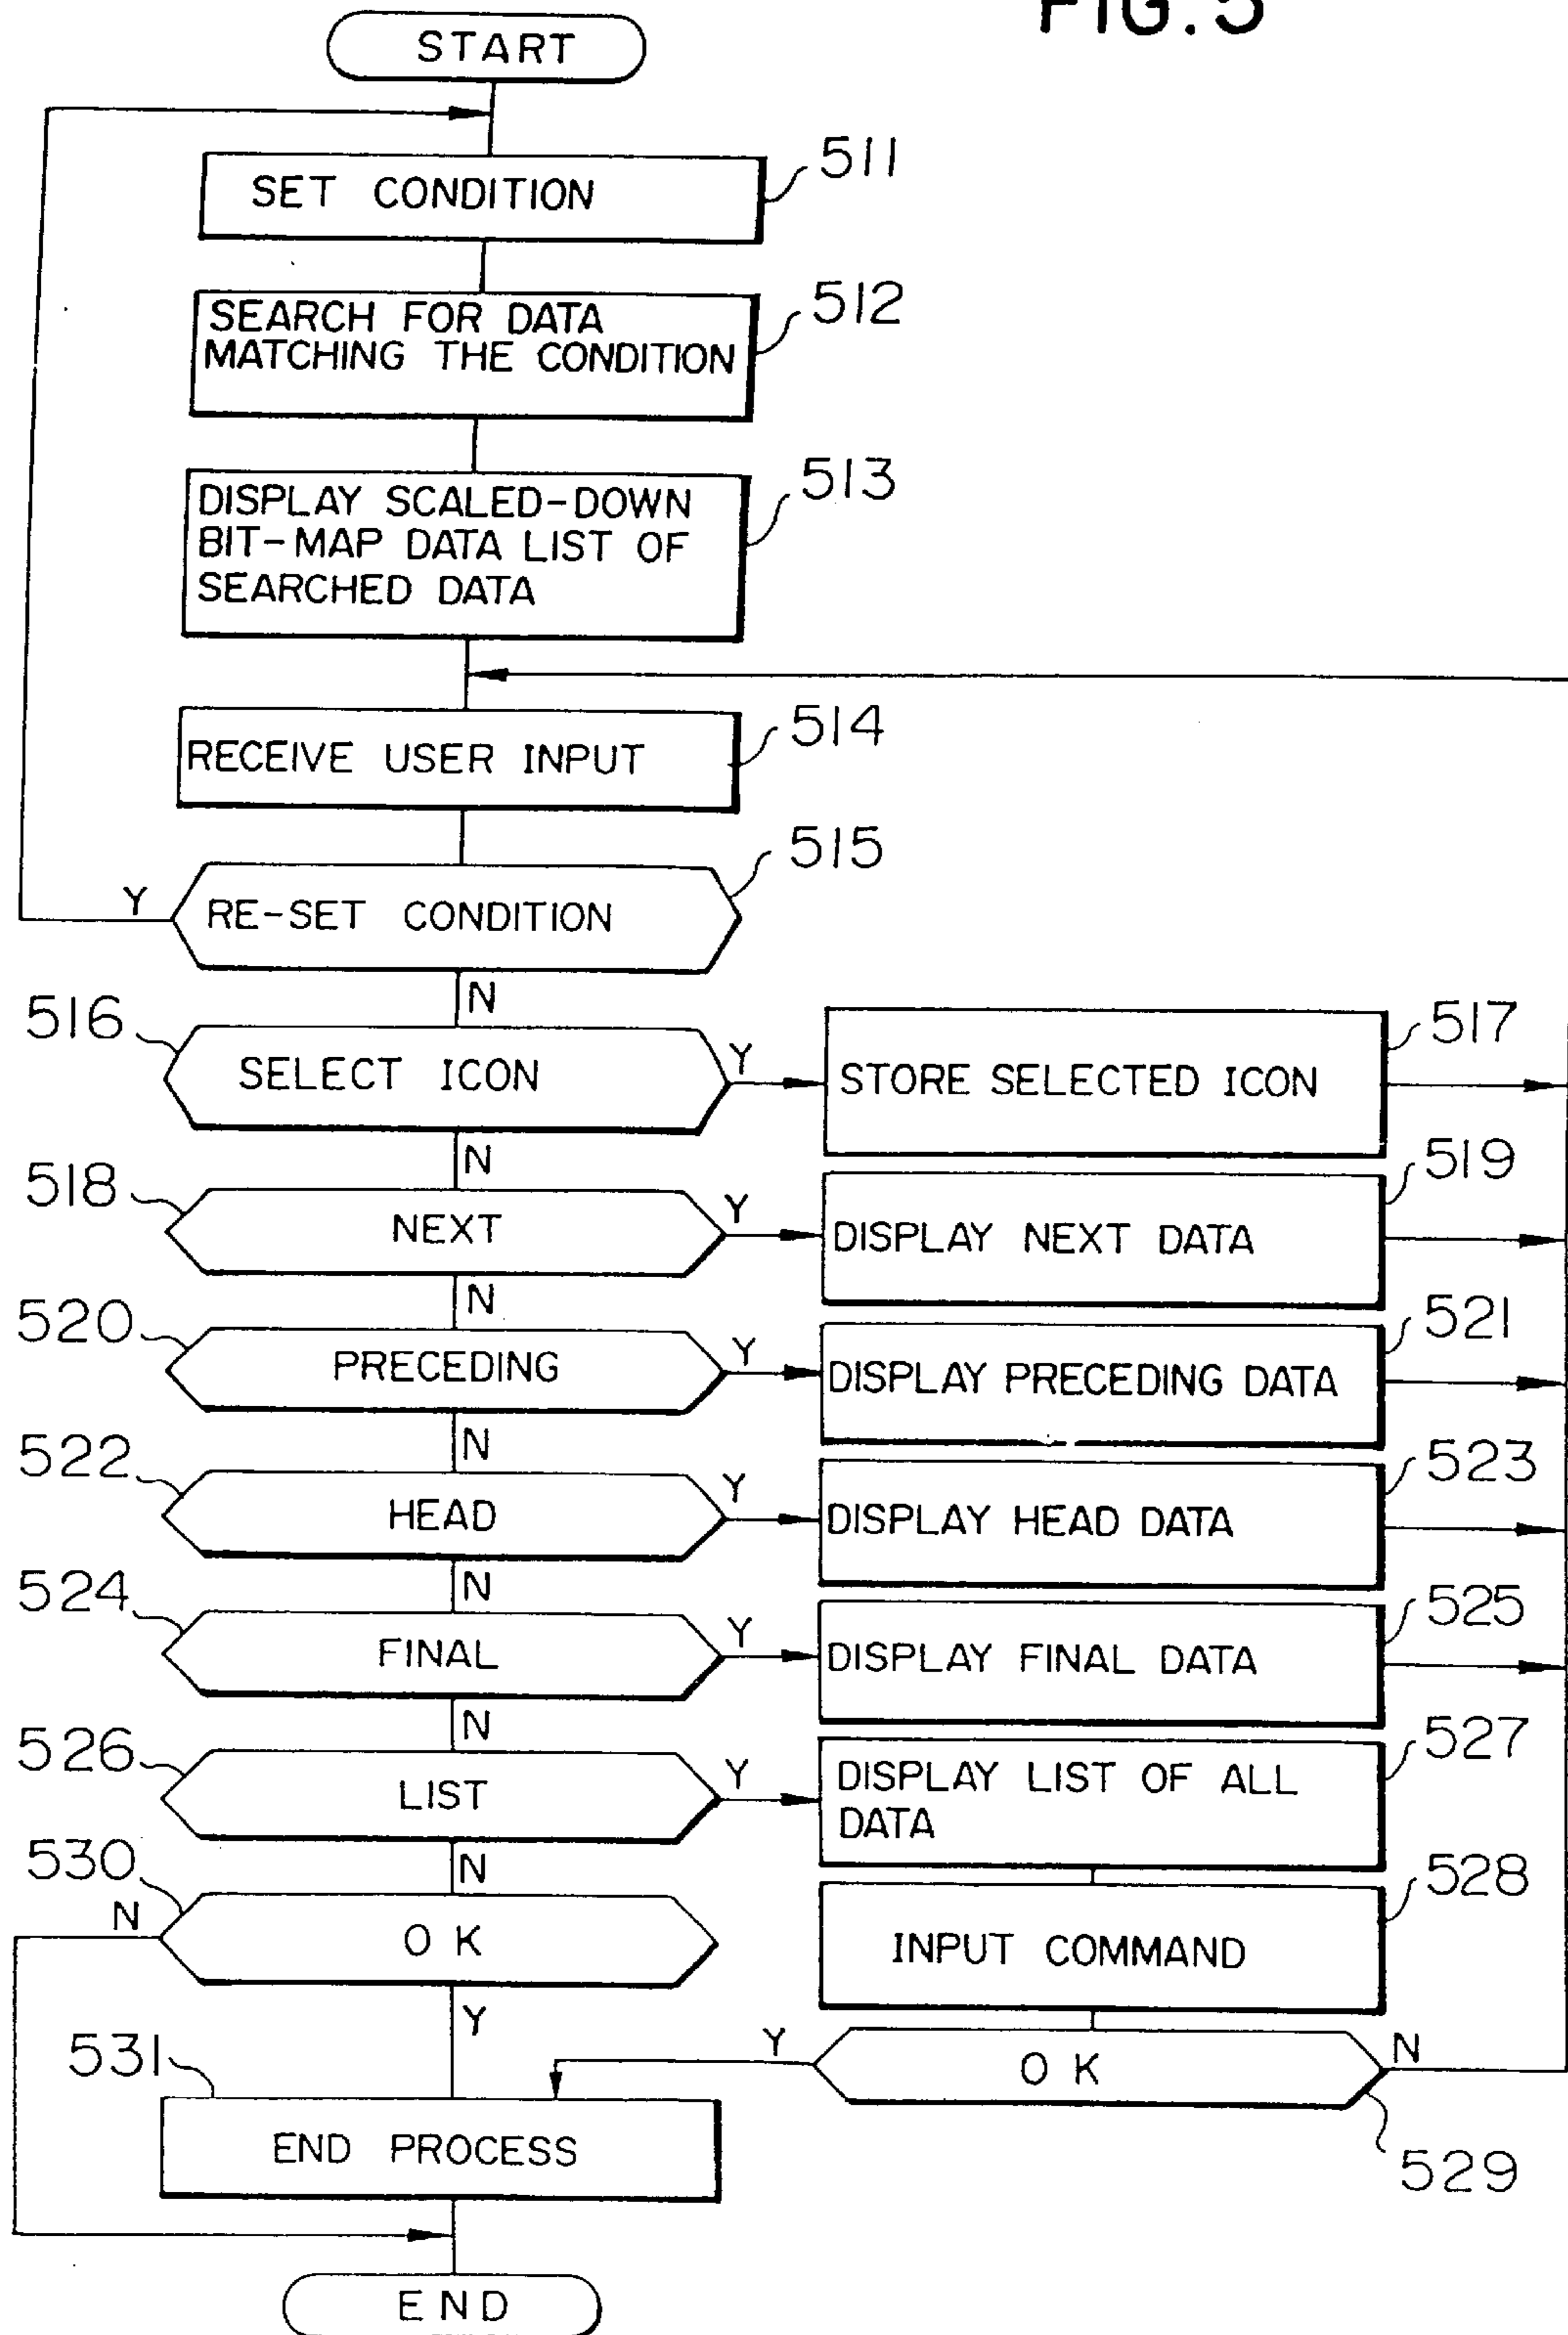 FIG. 5
START
SET CONDITION
511
SEARCH FOR DATA
MATCHING THE CONDITION
512
DISPLAY SCALED-DOWN
BIT-MAP DATA LIST OF
SEARCHED DATA
513
RECEIVE USER INPUT
514
RE-SET CONDITION
515
Y
N
516
SELECT ICON
Y
STORE SELECTED ICON
517
N
518
NEXT
Y
DISPLAY NEXT DATA
519
N
520
PRECEDING
Y
DISPLAY PRECEDING DATA
521
N
522
HEAD
Y
DISPLAY HEAD DATA
523
N
524
FINAL
Y
DISPLAY FINAL DATA
525
N
526
LIST
Y
DISPLAY LIST OF ALL
DATA
527
N
530
N
OK
Y
INPUT COMMAND
528
Y
OK
N
529
531
END PROCESS
END